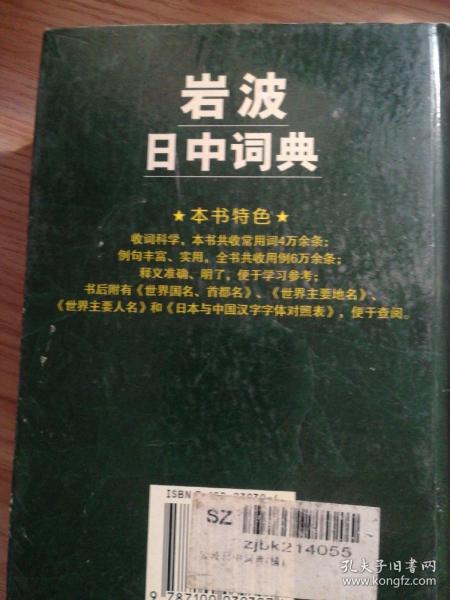 岩波
日中词典
★本书特色★
收词科学，本书共收常用词4万余条；
例句丰富、实用，全书共收用例6万余条；
释义准确、明了，便于学习参考；
书后附有《世界国名、首都名》、《世界主要地名》、
《世界主要人名》和《日本与中国汉字字体对照表》，便于查阅。
ISBN
SZ
zjbk214055
孔夫子旧书网